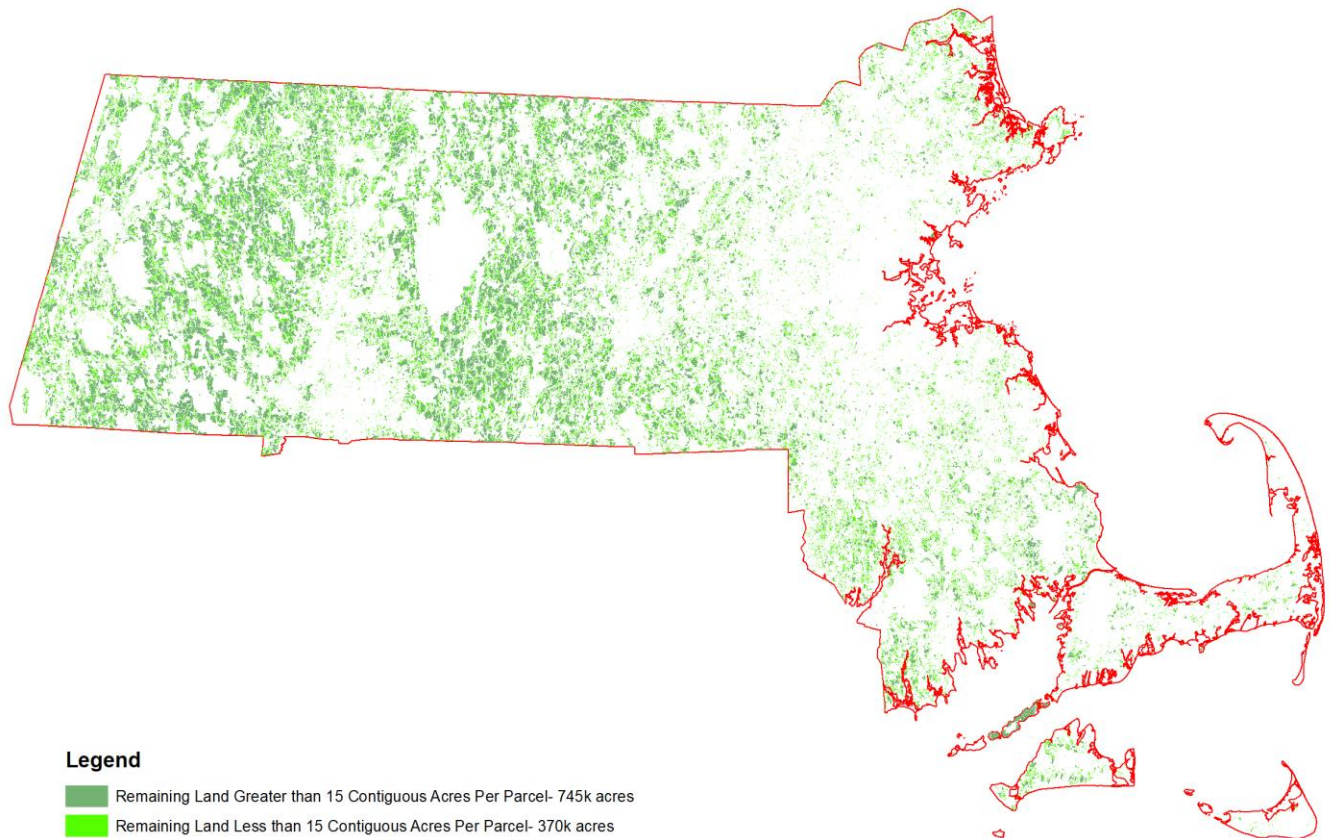 Legend
Remaining Land Greater than 15 Contiguous Acres Per Parcel- 745k acres
Remaining Land Less than 15 Contiguous Acres Per Parcel- 370k acres